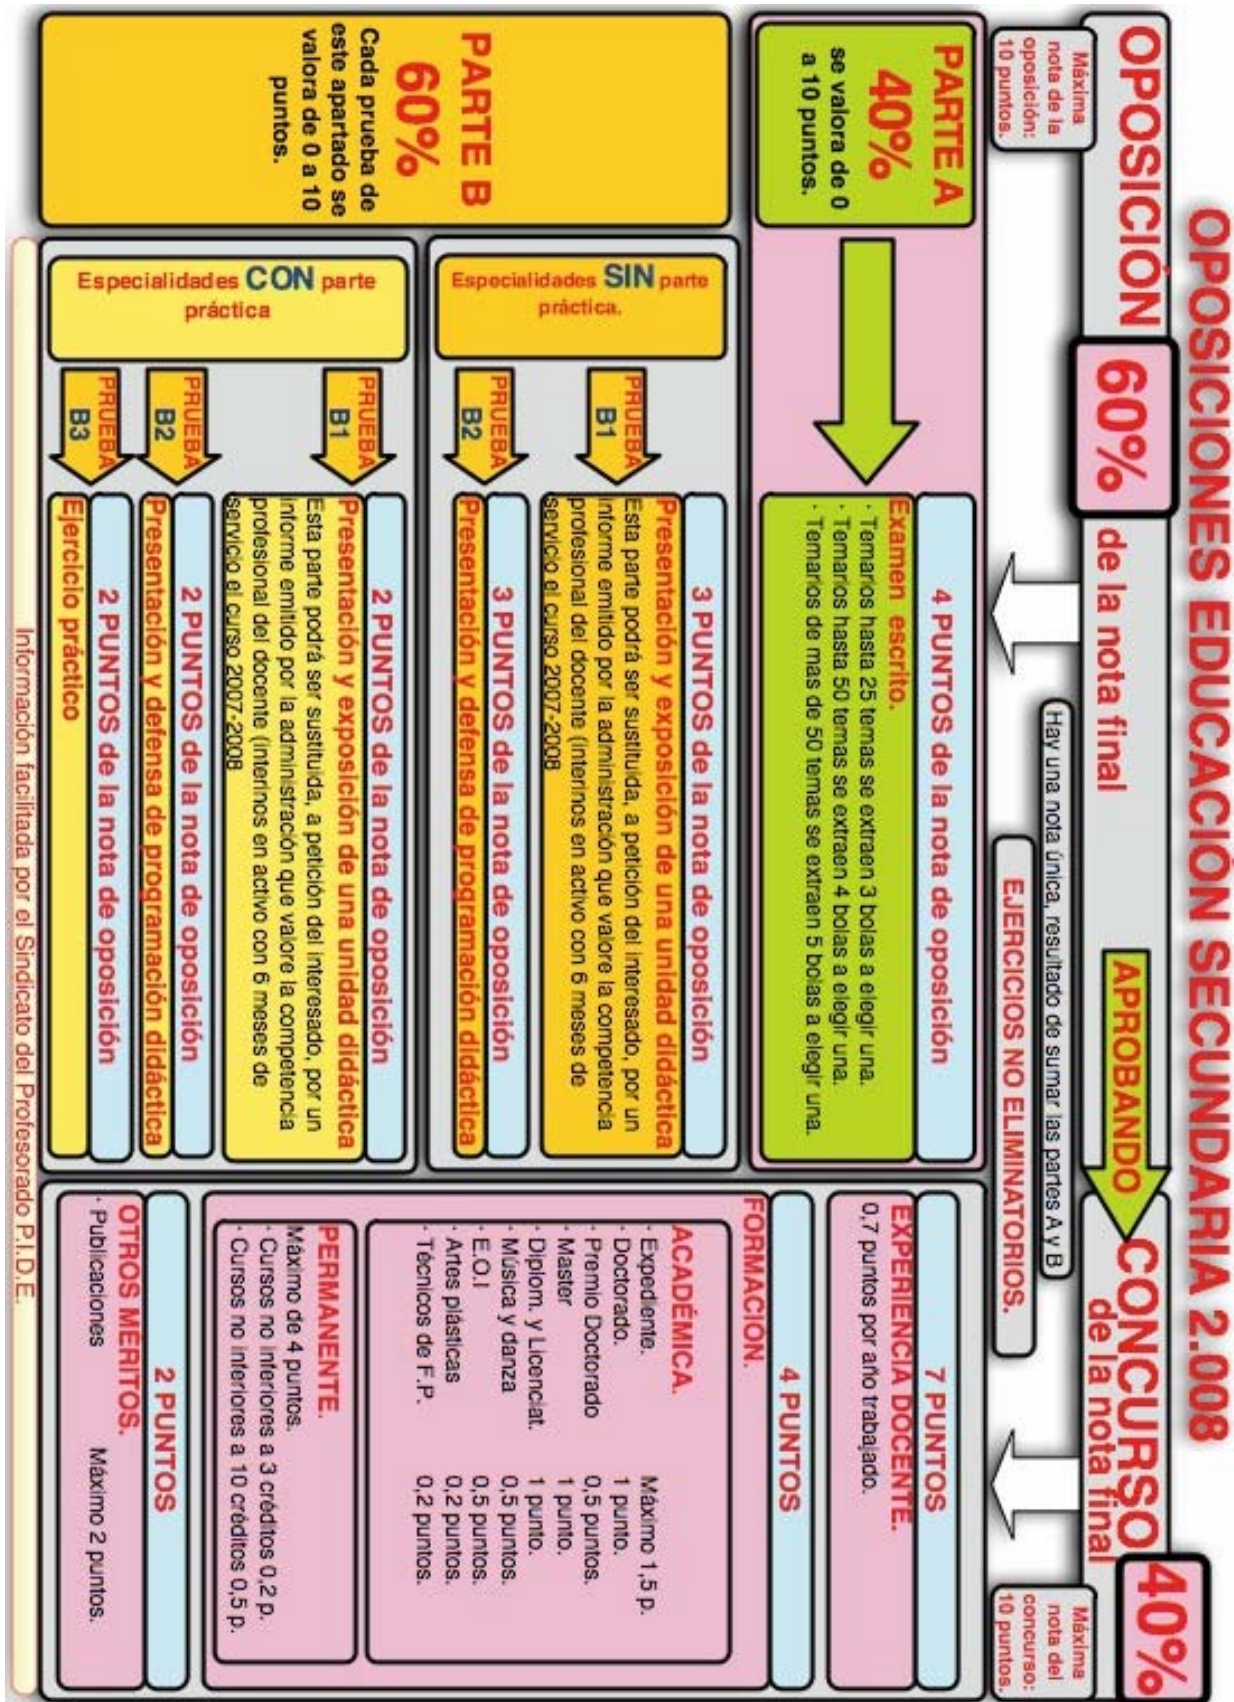 OPOSICIONES EDUCACIÓN SECUNDARIA 2.008
OPOSICIÓN 60% de la nota final
APROBANDO
CONCURSO 40%
de la nota final
Máxima
nota de la
oposición:
10 puntos.
Hay una nota única, resultado de sumar las partes A y B
EJERCICIOS NO ELIMINATORIOS.
Máxima
nota del
concurso:
10 puntos.
PARTE A
40%
se valora de 0
a 10 puntos.
4 PUNTOS de la nota de oposición
Examen escrito.
· Temarios hasta 25 temas se extraen 3 bolas a elegir una.
· Temarios hasta 50 temas se extraen 4 bolas a elegir una.
· Temarios de mas de 50 temas se extraen 5 bolas a elegir una.
PARTE B
60%
Cada prueba de
este apartado se
valora de 0 a 10
puntos.
Especialidades SIN parte
práctica.
PRUEBA
B1
3 PUNTOS de la nota de oposición
Presentación y exposición de una unidad didáctica
Esta parte podrá ser sustituida, a petición del interesado, por un
informe emitido por la administración que valore la competencia
profesional del docente (interinos en activo con 6 meses de
servicio el curso 2007-2008
PRUEBA
B2
3 PUNTOS de la nota de oposición
Presentación y defensa de programación didáctica
Especialidades CON parte
práctica
PRUEBA
B1
2 PUNTOS de la nota de oposición
Presentación y exposición de una unidad didáctica
Esta parte podrá ser sustituida, a petición del interesado, por un
informe emitido por la administración que valore la competencia
profesional del docente (interinos en activo con 6 meses de
servicio el curso 2007-2008
PRUEBA
B2
2 PUNTOS de la nota de oposición
Presentación y defensa de programación didáctica
PRUEBA
B3
2 PUNTOS de la nota de oposición
Ejercicio práctico
7 PUNTOS
EXPERIENCIA DOCENTE.
0,7 puntos por año trabajado.
4 PUNTOS
FORMACIÓN.
ACADÉMICA.
· Expediente. Máximo 1,5 p.
· Doctorado. 1 punto.
· Premio Doctorado 0,5 puntos.
· Master 1 punto.
· Diplom. y Licenciat. 1 punto.
· Música y danza 0,5 puntos.
· E.O.I 0,5 puntos.
· Artes plásticas 0,2 puntos.
· Técnicos de F.P. 0,2 puntos.
PERMANENTE.
Máximo de 4 puntos.
· Cursos no inferiores a 3 créditos 0,2 p.
· Cursos no inferiores a 10 créditos 0,5 p.
2 PUNTOS
OTROS MÉRITOS.
· Publicaciones Máximo 2 puntos.
Información facilitada por el Sindicato del Profesorado P.I.D.E.